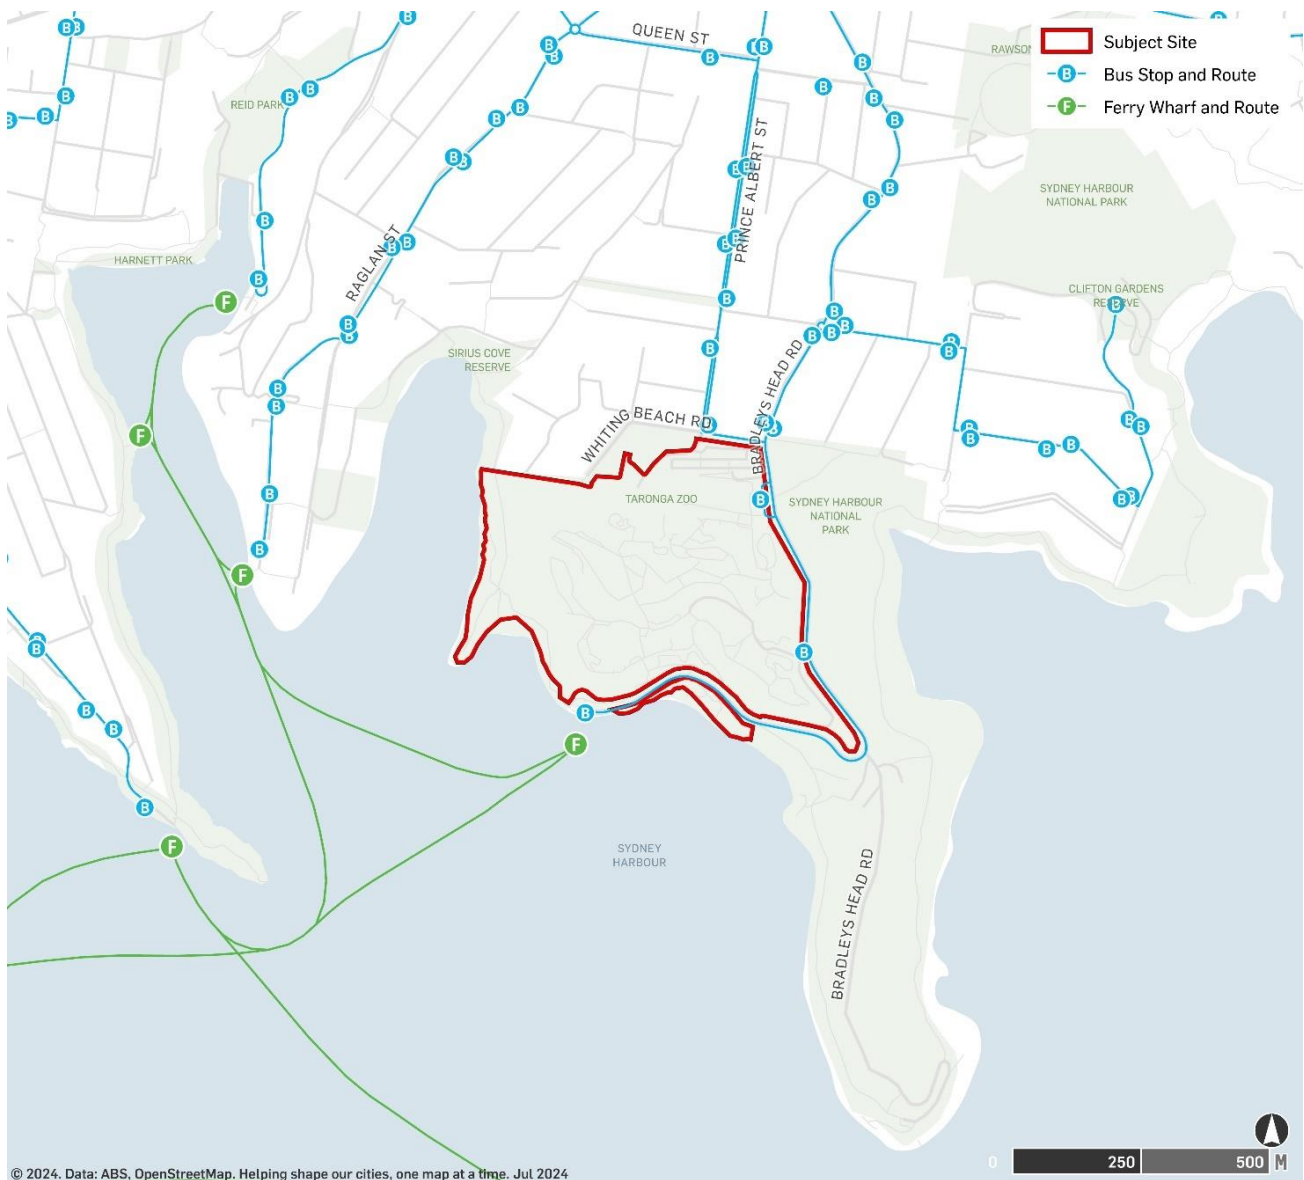 QUEEN ST
RAWSON
Subject Site
B Bus Stop and Route
F Ferry Wharf and Route
REID PARK
PRINCE ALBERT ST
SYDNEY HARBOUR
NATIONAL PARK
HARNETT PARK
RAGLAN ST
CLIFTON GARDENS
RESERVE
SIRIUS COVE
RESERVE
BRADLEYS HEAD RD
WHITING BEACH RD
TARONGA ZOO
SYDNEY HARBOUR
NATIONAL
PARK
SYDNEY
HARBOUR
BRADLEYS HEAD RD
0 250 500 M
© 2024. Data: ABS, OpenStreetMap. Helping shape our cities, one map at a time. Jul 2024